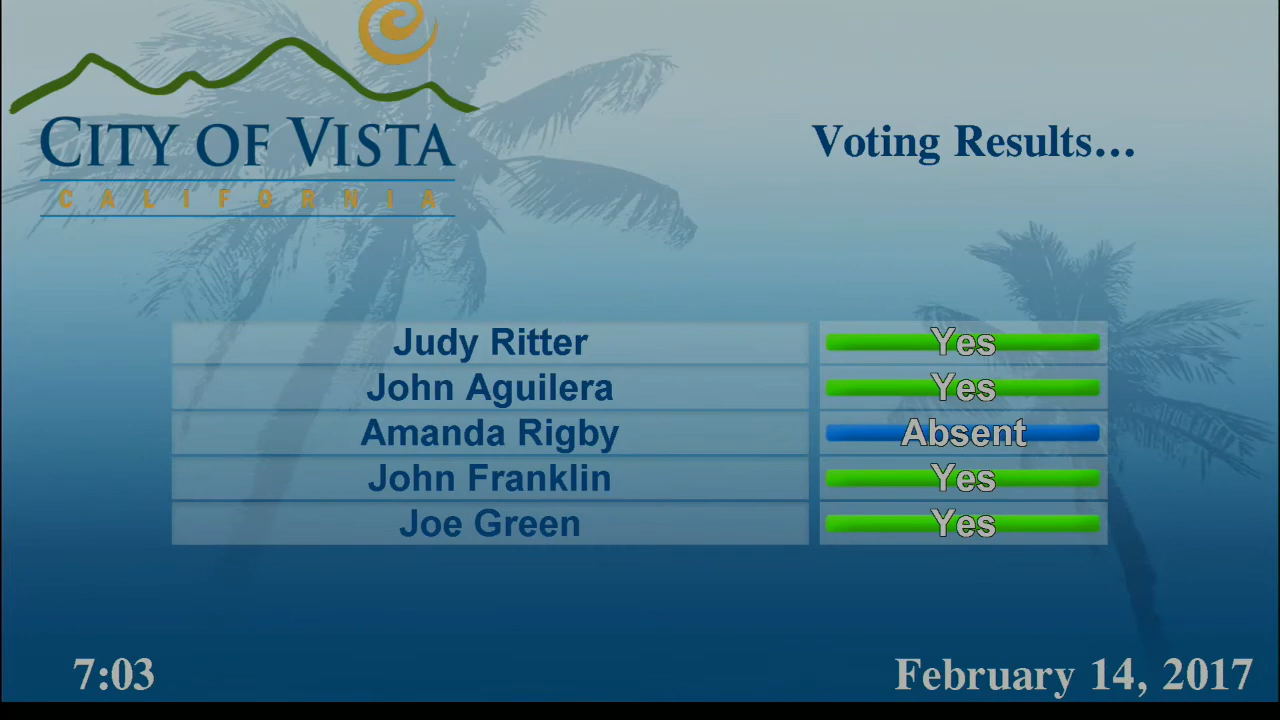 CITY OF VISTA
CALIFORNIA
Voting Results...
Judy Ritter Yes
John Aguilera Yes
Amanda Rigby Absent
John Franklin Yes
Joe Green Yes
7:03 February 14, 2017